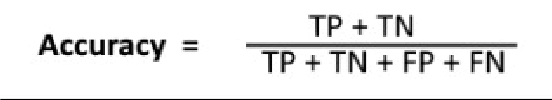 TP + TN
Accuracy =
TP + TN + FP + FN